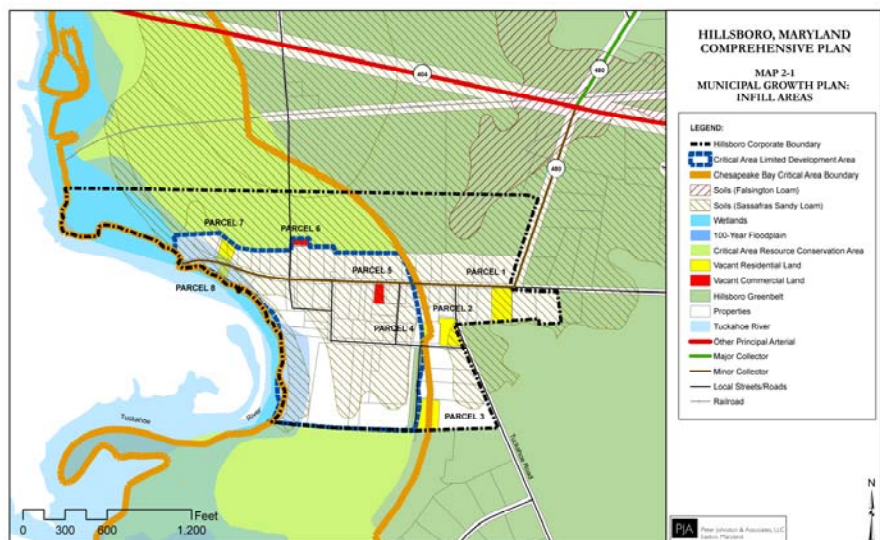 HILLSBORO, MARYLAND
COMPREHENSIVE PLAN
MAP 2-1
MUNICIPAL GROWTH PLAN:
INFILL AREAS
LEGEND:
Hillsboro Corporate Boundary
Critical Area Limited Development Area
Chesapeake Bay Critical Area Boundary
Soils (Falsington Loam)
Soils (Sassafras Sandy Loam)
Wetlands
100-Year Floodplain
Critical Area Resource Conservation Area
Vacant Residential Land
Vacant Commercial Land
Hillsboro Greenbelt
Properties
Tuckahoe River
Other Principal Arterial
Major Collector
Minor Collector
Local Streets/Roads
Railroad
404
480
480
PARCEL 7
PARCEL 6
PARCEL 5
PARCEL 1
PARCEL 8
PARCEL 2
PARCEL 4
PARCEL 3
Tuckahoe
River
Tuckahoe Road
Feet
0 300 600 1,200
N
PJA
Peter Johnston & Associates, LLC
Easton, Maryland